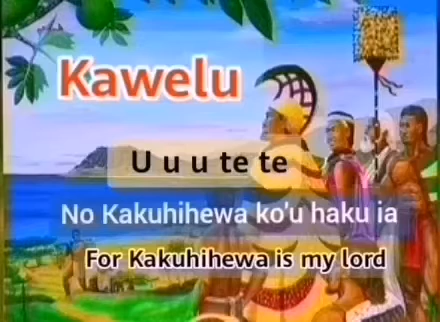 Kawelu
U u u te te
No Kakuhihewa ko'u haku ia
For Kakuhihewa is my lord